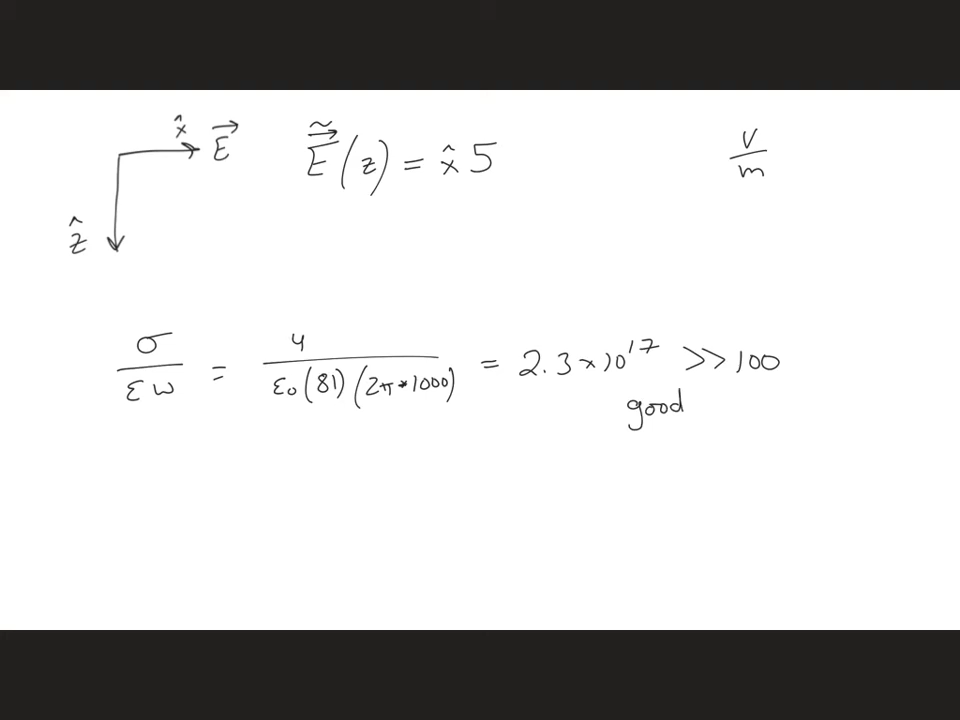 x̂ E⃗ Ẽ⃗(z) = x̂ 5 V/m
ẑ
σ/εω = 4/(ε₀(81)(2π*1000)) = 2.3×10¹⁷ >> 100
good